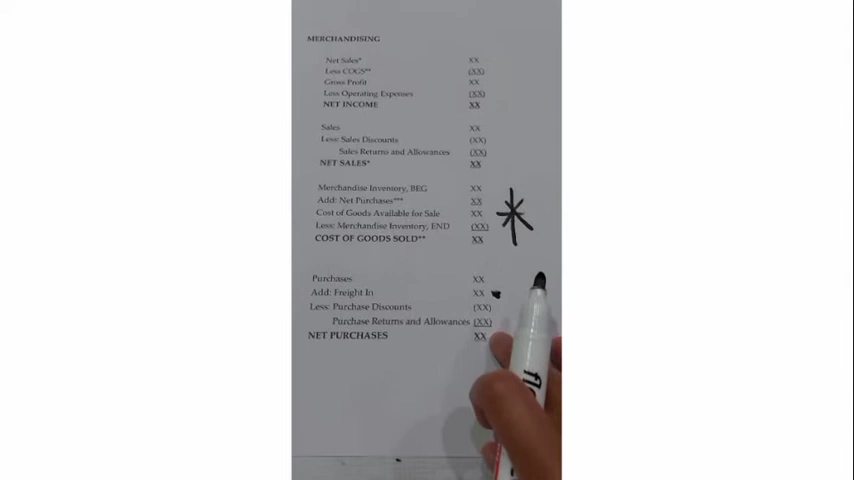 MERCHANDISING
Net Sales* XX
Less COGS** (XX)
Gross Profit XX
Less Operating Expenses (XX)
NET INCOME XX
Sales XX
Less: Sales Discounts (XX)
Sales Returns and Allowances (XX)
NET SALES* XX
Merchandise Inventory, BEG XX
Add: Net Purchases*** XX
Cost of Goods Available for Sale XX
Less: Merchandise Inventory, END (XX)
COST OF GOODS SOLD** XX
Purchases XX
Add: Freight In XX
Less: Purchase Discounts (XX)
Purchase Returns and Allowances (XX)
NET PURCHASES XX